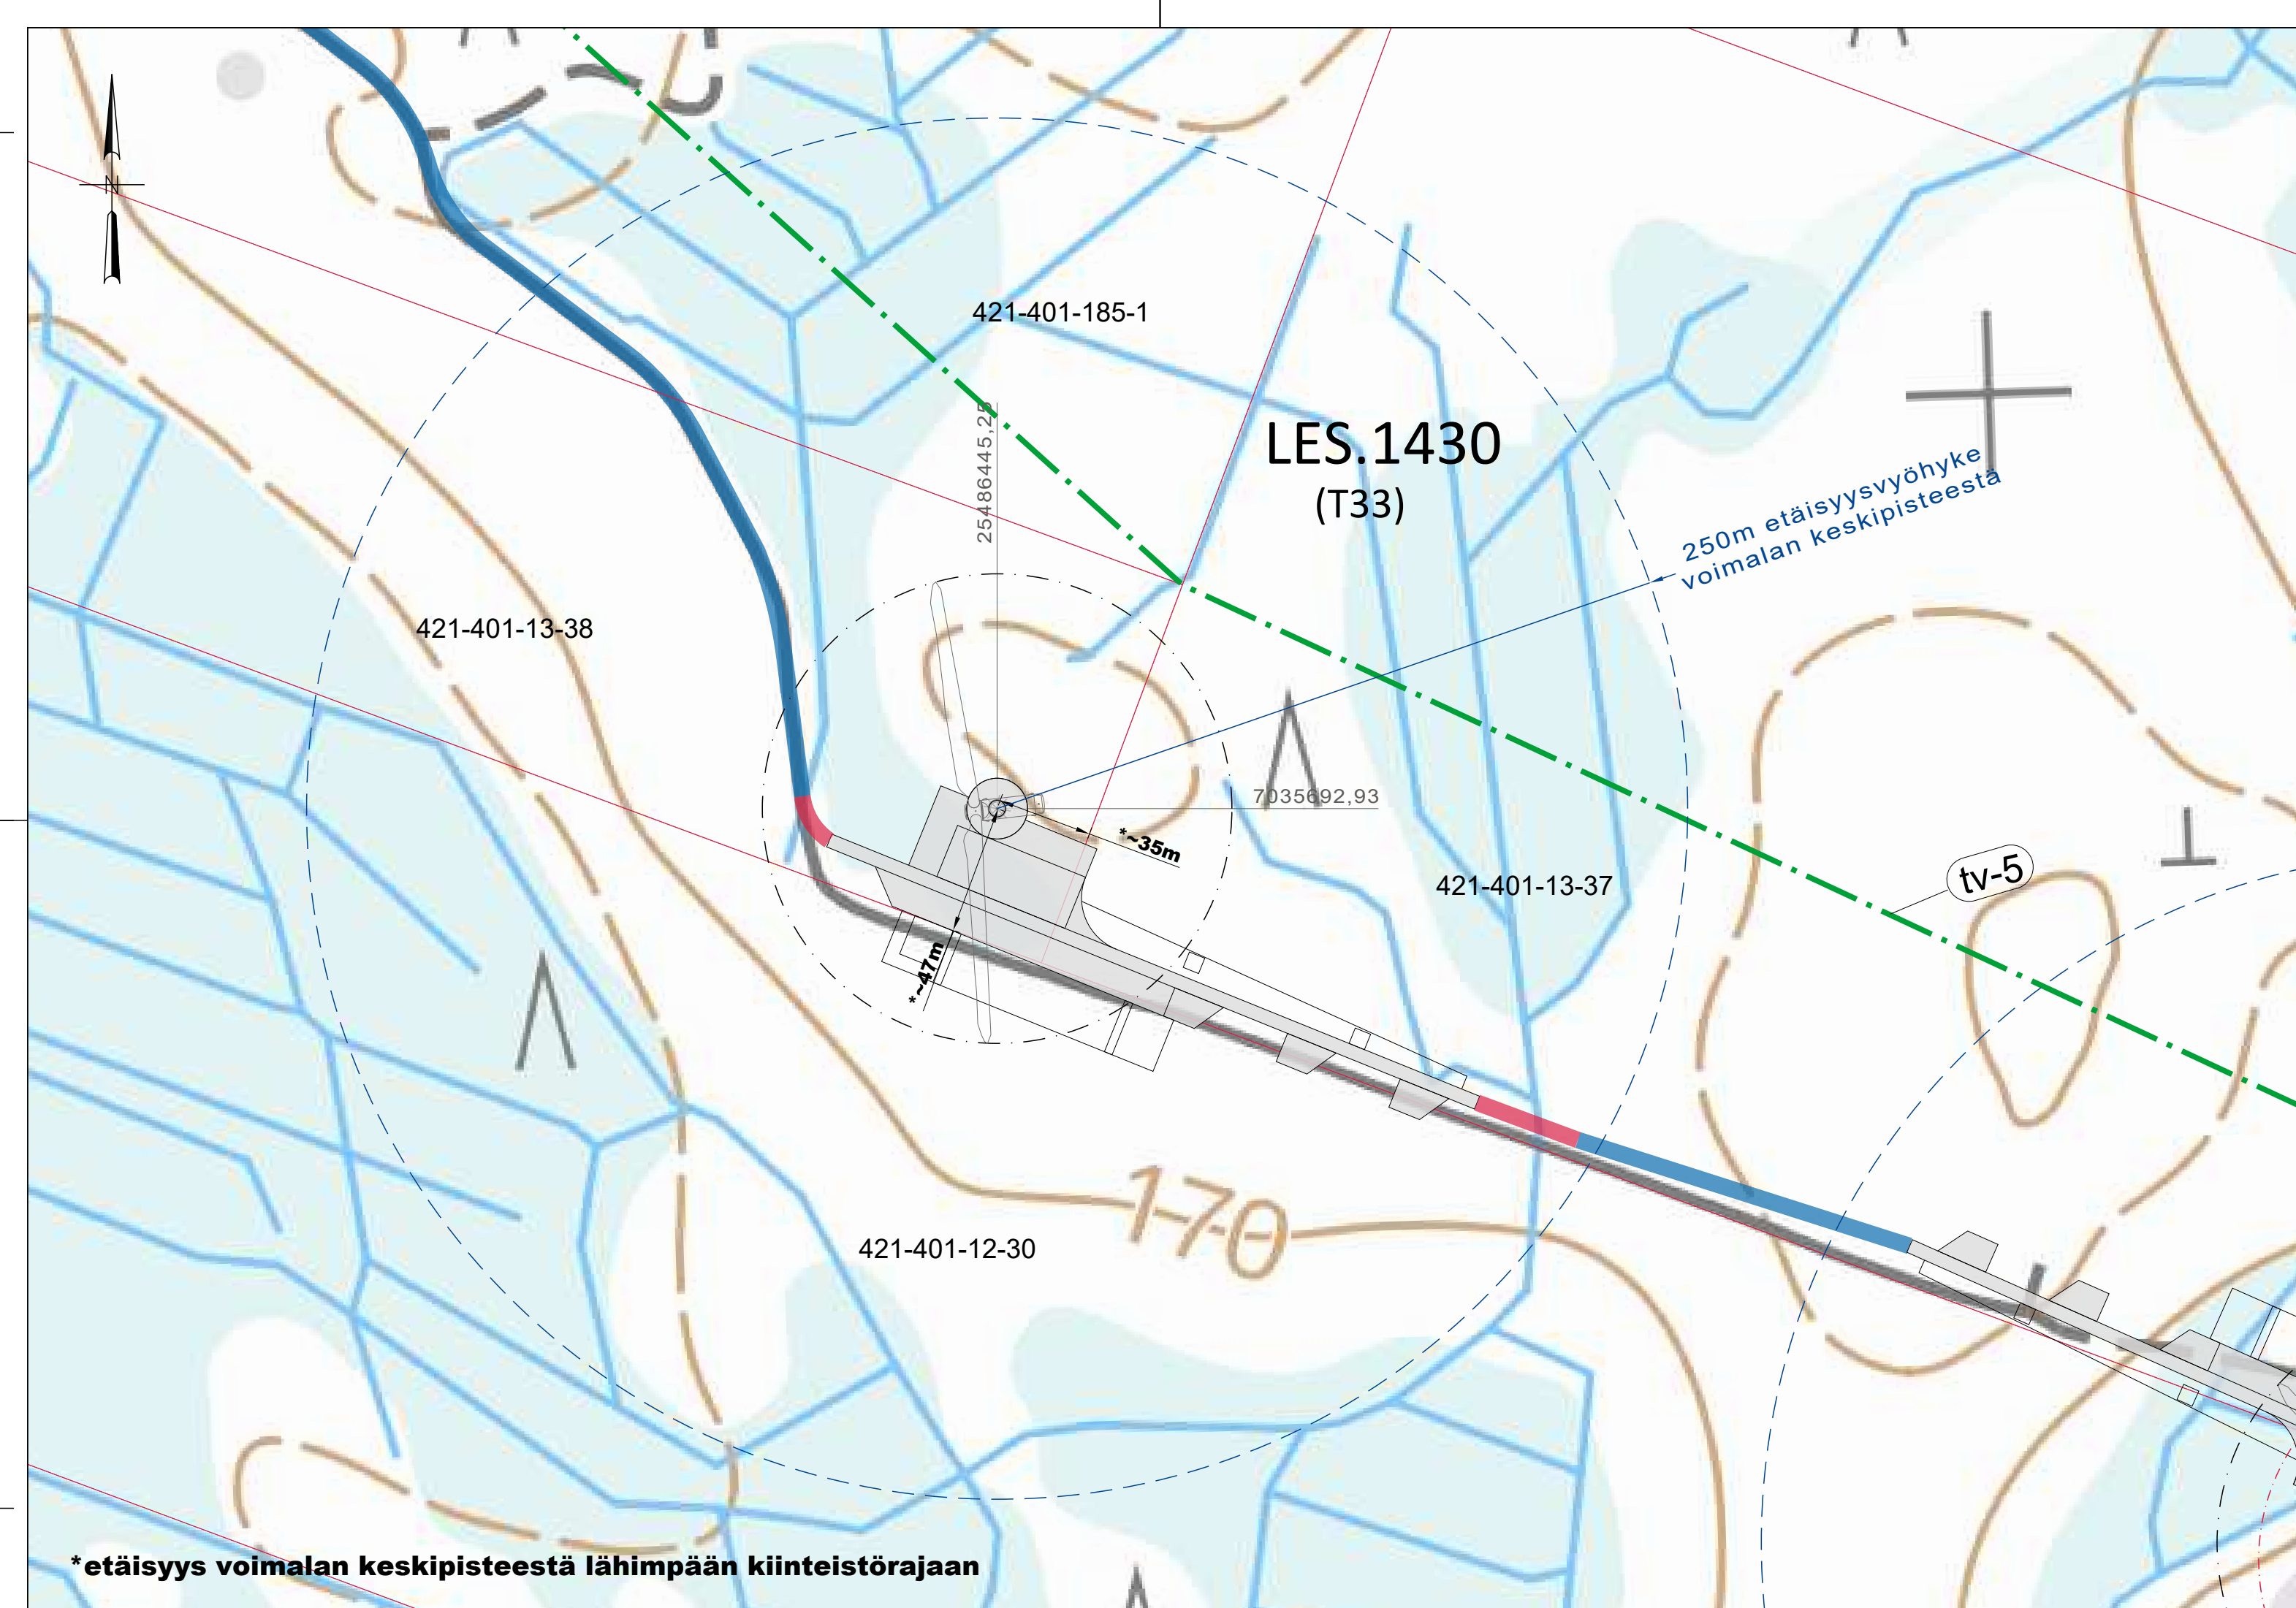 N
421-401-185-1
25486445,25
LES.1430
(T33)
250m etäisyysvyöhyke
voimalan keskipisteestä
421-401-13-38
7035692,93
*~35m
421-401-13-37
tv-5
*~47m
170
421-401-12-30
*etäisyys voimalan keskipisteestä lähimpään kiinteistörajaan